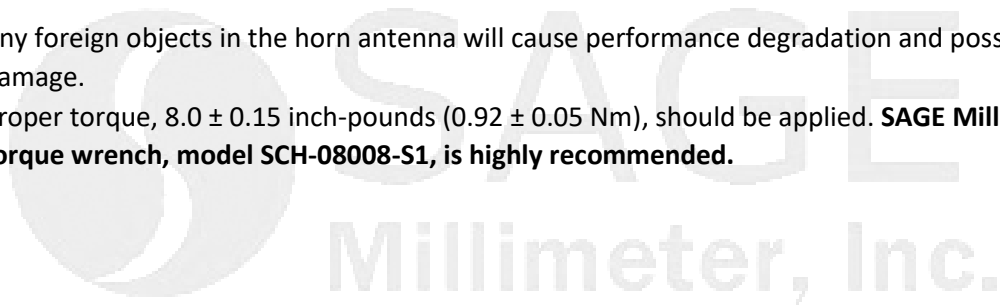 ny foreign objects in the horn antenna will cause performance degradation and poss
amage.
roper torque, 8.0 ± 0.15 inch-pounds (0.92 ± 0.05 Nm), should be applied. SAGE Mill
orque wrench, model SCH-08008-S1, is highly recommended.
SAGE
Millimeter, Inc.